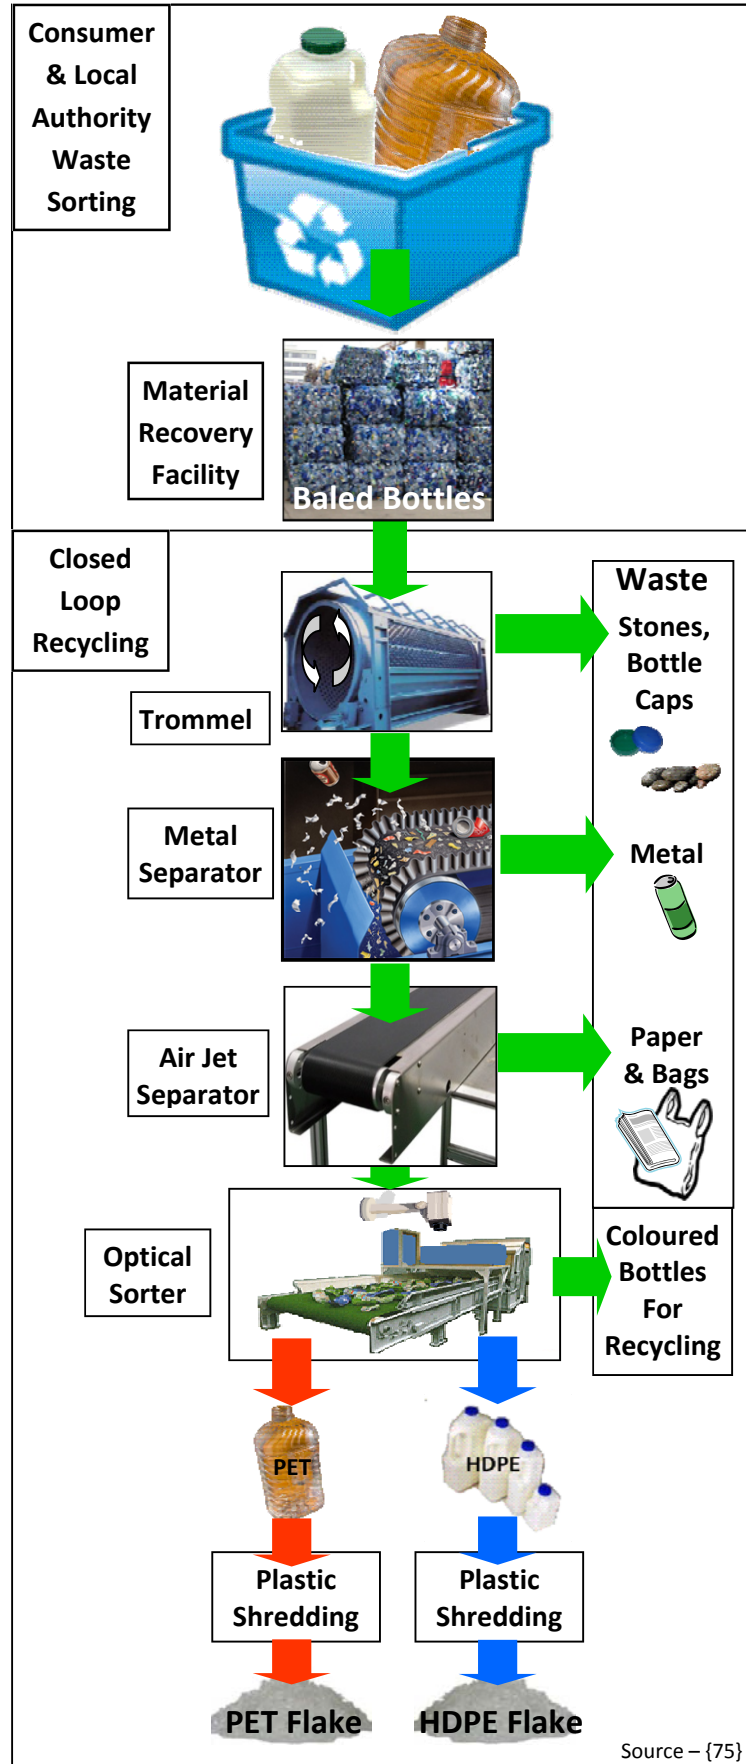 Consumer
& Local
Authority
Waste
Sorting
Material
Recovery
Facility
Baled Bottles
Closed
Loop
Recycling
Waste
Stones,
Bottle
Caps
Trommel
Metal
Separator
Metal
Air Jet
Separator
Paper
& Bags
Optical
Sorter
Coloured
Bottles
For
Recycling
PET
HDPE
Plastic
Shredding
Plastic
Shredding
PET Flake
HDPE Flake
Source – {75}